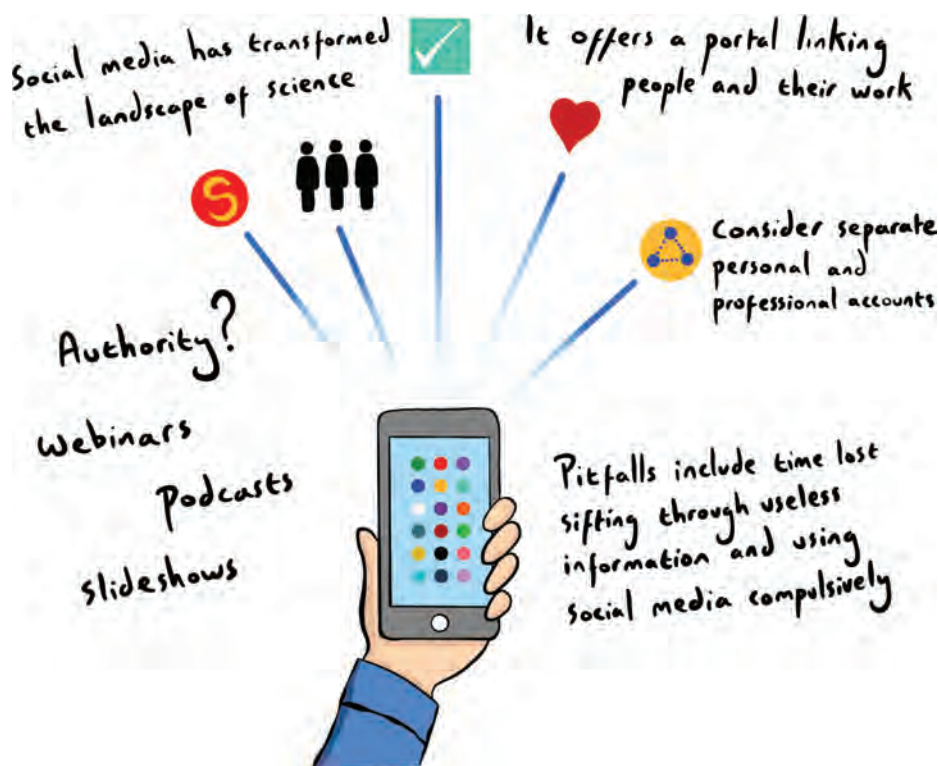 Social media has transformed
the landscape of science
It offers a portal linking
people and their work
S
Consider separate
personal and
professional accounts
Authority?
webinars
Podcasts
slideshows
Pitfalls include time lost
sifting through useless
information and using
social media compulsively